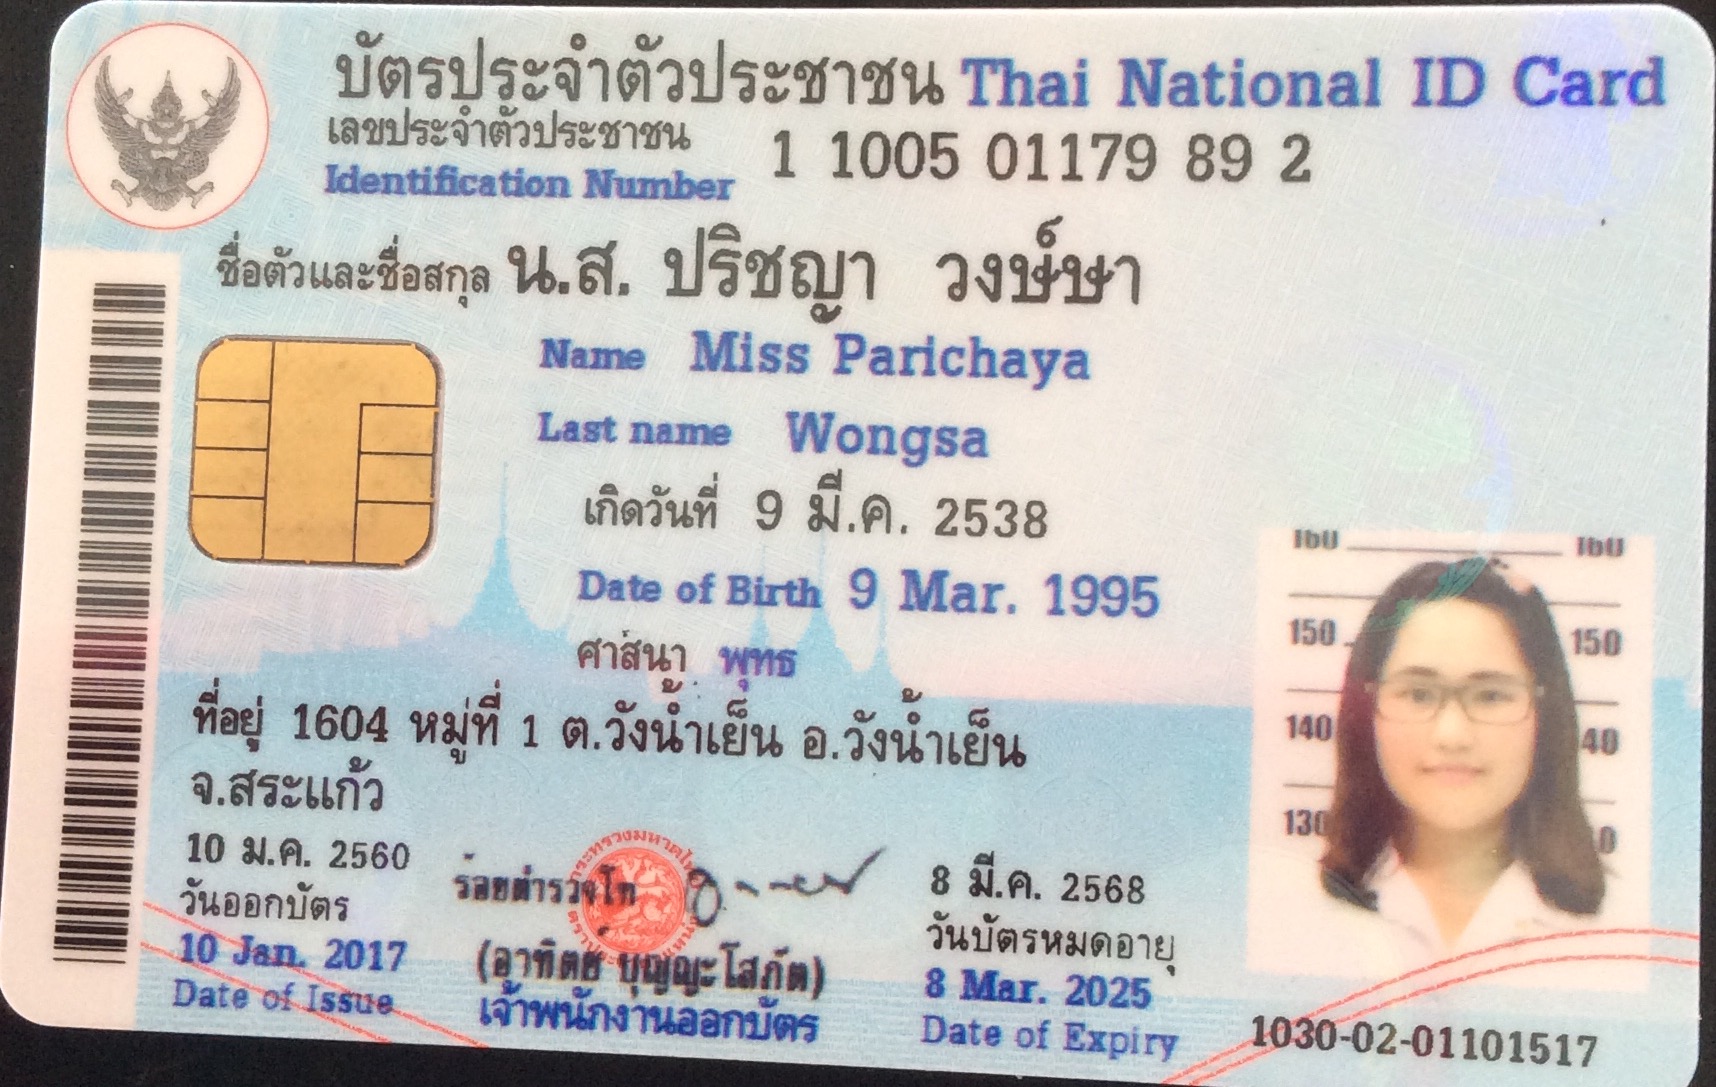 บัตรประจำตัวประชาชน Thai National ID Card
เลขประจำตัวประชาชน
Identification Number 1 1005 01179 89 2
ชื่อตัวและชื่อสกุล น.ส. ปริชญา วงษ์ษา
Name Miss Parichaya
Last name Wongsa
เกิดวันที่ 9 มี.ค. 2538
Date of Birth 9 Mar. 1995
ศาสนา พุทธ
ที่อยู่ 1604 หมู่ที่ 1 ต.วังน้ำเย็น อ.วังน้ำเย็น
จ.สระแก้ว
10 ม.ค. 2560
วันออกบัตร
10 Jan. 2017
Date of Issue
ร้อยตำรวจโท
(อาทิตย์ บุญญะโสภัต)
เจ้าพนักงานออกบัตร
8 มี.ค. 2568
วันบัตรหมดอายุ
8 Mar. 2025
Date of Expiry
160 160
150 150
140 40
130 0
1030-02-01101517